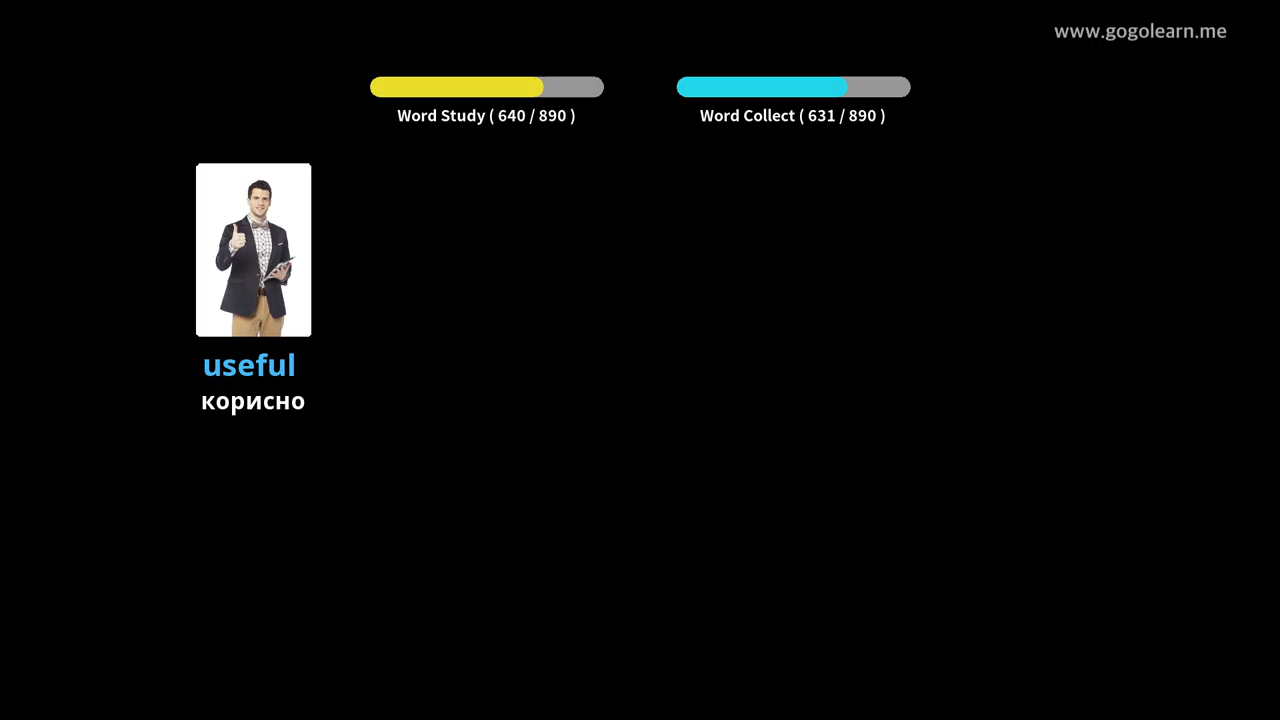 www.gogolearn.me
Word Study ( 640 / 890 )
Word Collect ( 631 / 890 )
useful
корисно